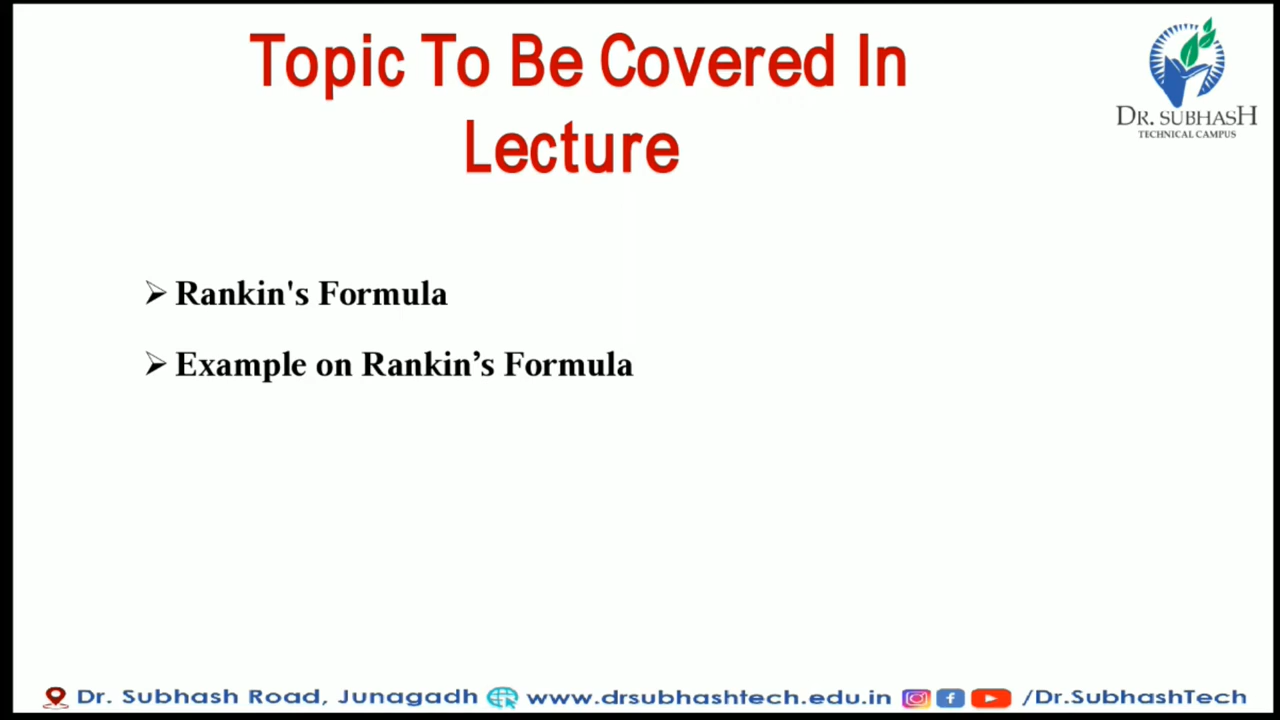 Topic To Be Covered In
Lecture
DR. SUBHASH
TECHNICAL CAMPUS
➢ Rankin's Formula
➢ Example on Rankin’s Formula
Dr. Subhash Road, Junagadh www.drsubhashtech.edu.in /Dr.SubhashTech